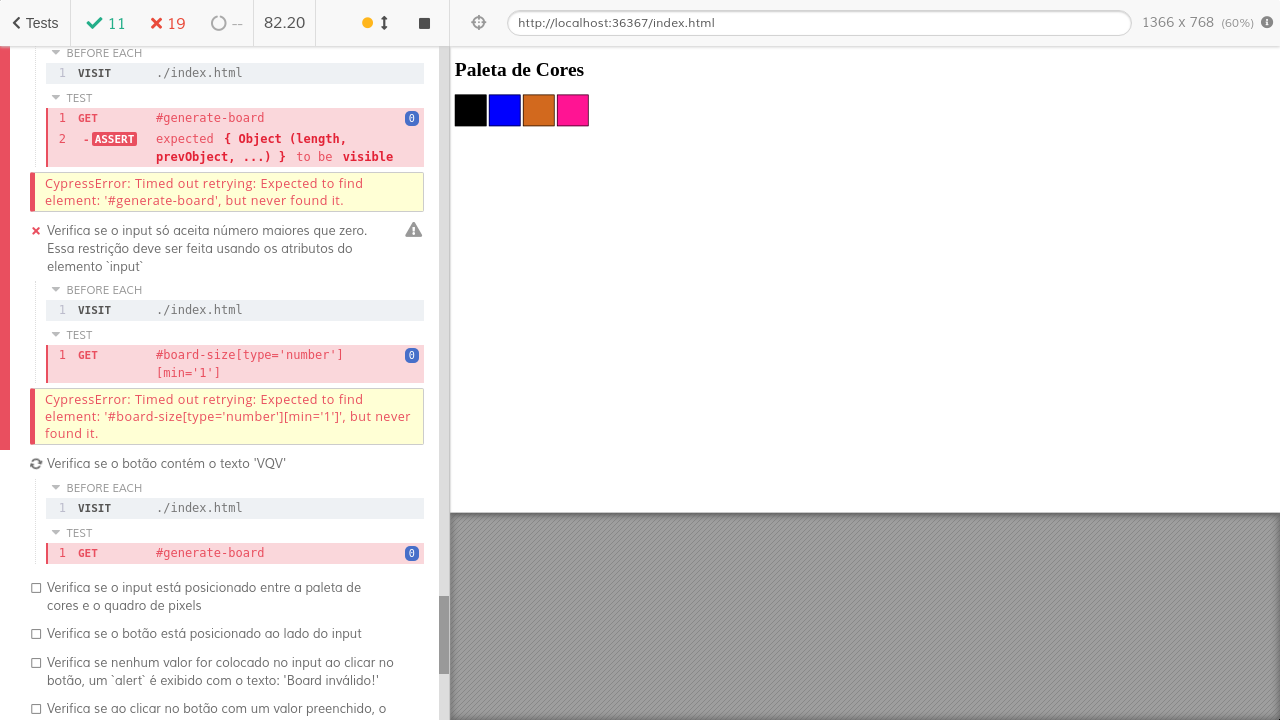 Tests
11
19
--
82.20
http://localhost:36367/index.html
1366 x 768 (60%)
BEFORE EACH
1 VISIT ./index.html
TEST
1 GET #generate-board 0
2 -ASSERT expected { Object (length,
prevObject, ...) } to be visible
CypressError: Timed out retrying: Expected to find
element: '#generate-board', but never found it.
Verifica se o input só aceita número maiores que zero.
Essa restrição deve ser feita usando os atributos do
elemento `input`
BEFORE EACH
1 VISIT ./index.html
TEST
1 GET #board-size[type='number'] 0
[min='1']
CypressError: Timed out retrying: Expected to find
element: '#board-size[type='number'][min='1']', but never
found it.
Verifica se o botão contém o texto 'VQV'
BEFORE EACH
1 VISIT ./index.html
TEST
1 GET #generate-board 0
Verifica se o input está posicionado entre a paleta de
cores e o quadro de pixels
Verifica se o botão está posicionado ao lado do input
Verifica se nenhum valor for colocado no input ao clicar no
botão, um `alert` é exibido com o texto: 'Board inválido!'
Verifica se ao clicar no botão com um valor preenchido, o
Paleta de Cores